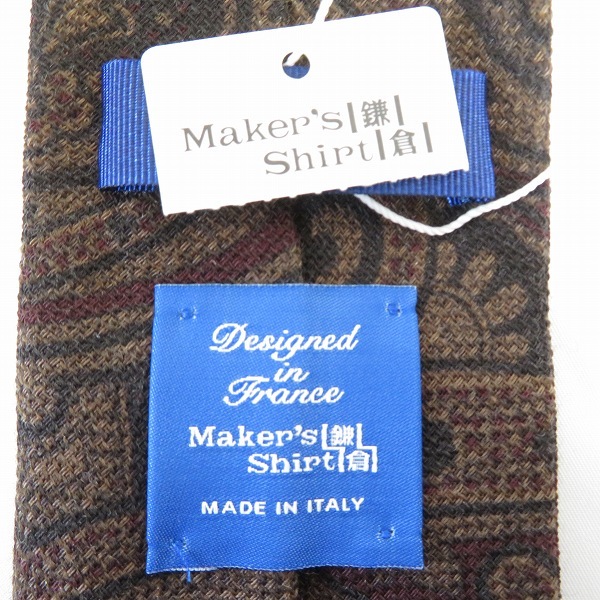 Maker's 鎌
Shirt 倉
Designed
in
France
Maker's 鎌
Shirt 倉
MADE IN ITALY